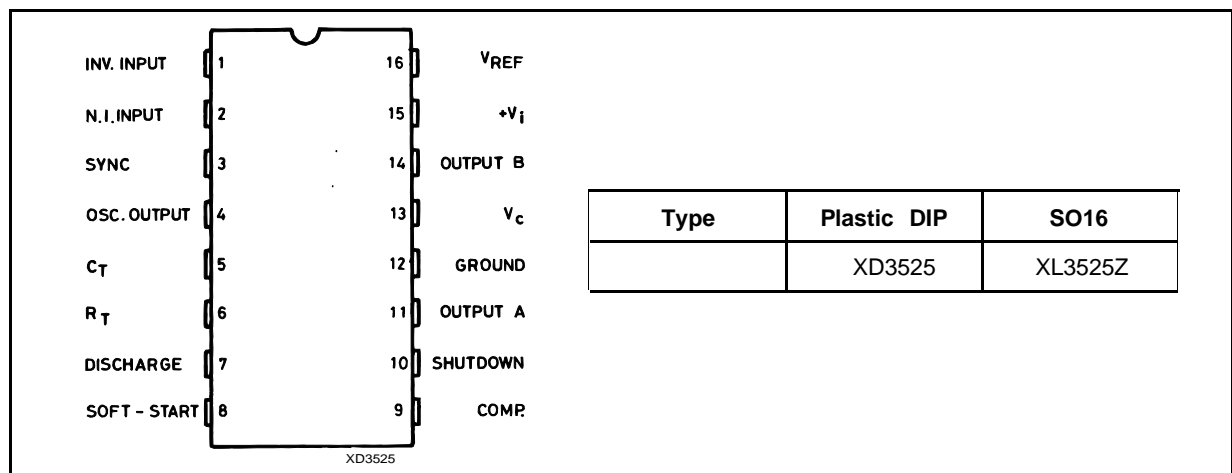 INV. INPUT 1 16 VREF
N.I. INPUT 2 15 +Vi
SYNC 3 14 OUTPUT B
OSC. OUTPUT 4 13 Vc
CT 5 12 GROUND
RT 6 11 OUTPUT A
DISCHARGE 7 10 SHUTDOWN
SOFT - START 8 9 COMP.
XD3525
Type Plastic DIP SO16
XD3525 XL3525Z